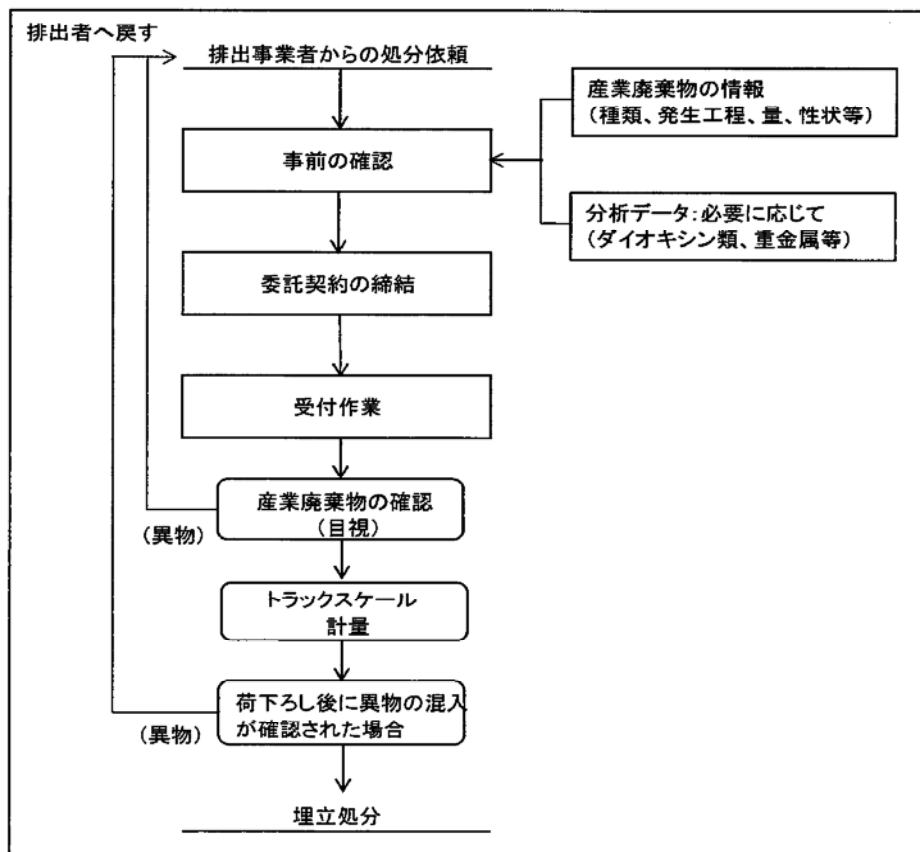 排出者へ戻す
排出事業者からの処分依頼
産業廃棄物の情報
(種類、発生工程、量、性状等)
事前の確認
分析データ:必要に応じて
(ダイオキシン類、重金属等)
委託契約の締結
受付作業
産業廃棄物の確認
(目視)
(異物)
トラックスケール
計量
荷下ろし後に異物の混入
が確認された場合
(異物)
埋立処分